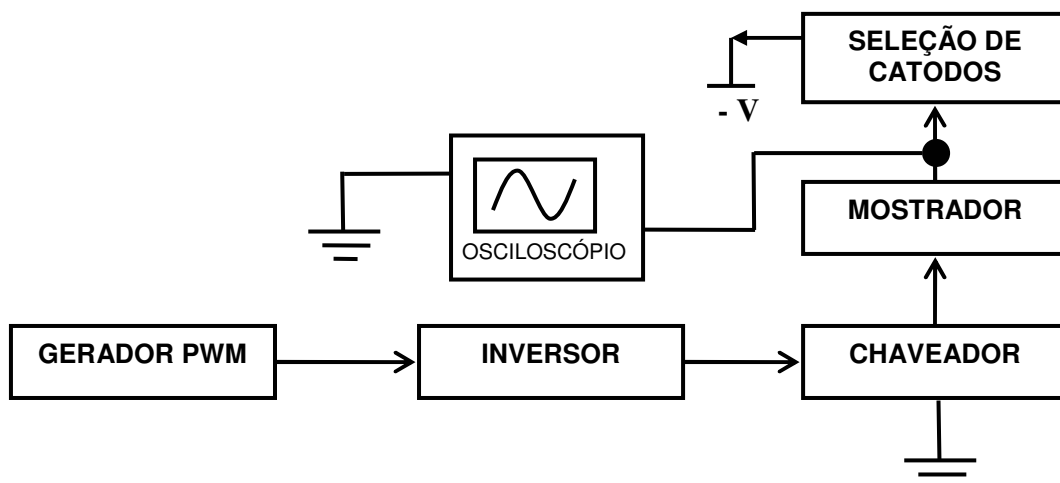 SELEÇÃO DE
CATODOS
- V
MOSTRADOR
OSCILOSCÓPIO
GERADOR PWM
INVERSOR
CHAVEADOR